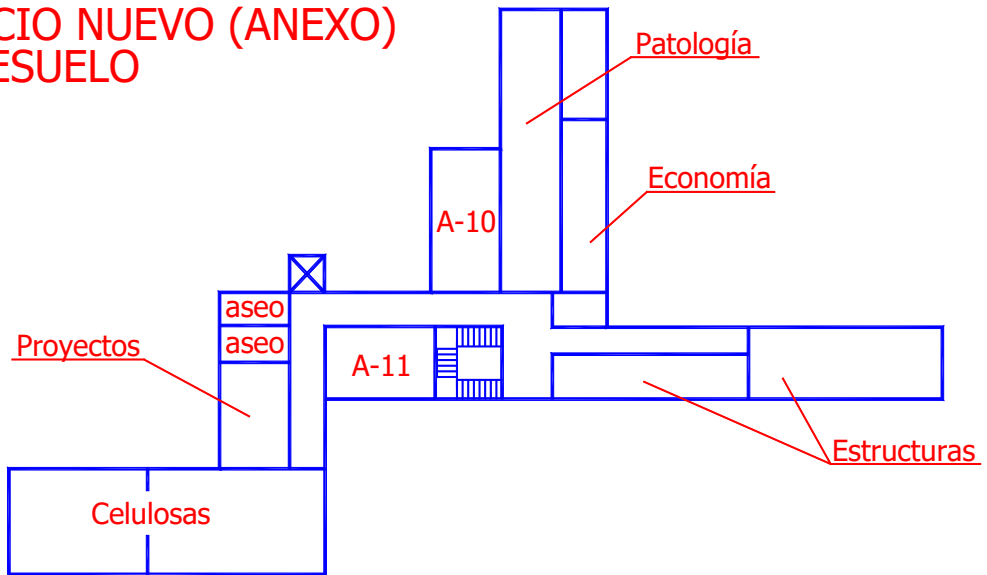 CIO NUEVO (ANEXO)
ESUELO
Patología
Economía
A-10
aseo
aseo
Proyectos
A-11
Estructuras
Celulosas